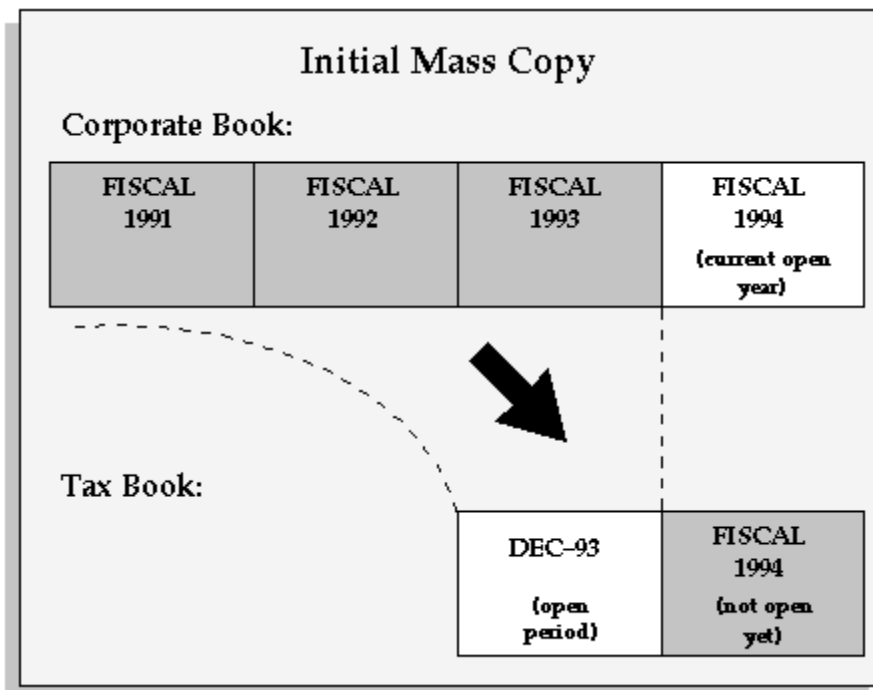 Initial Mass Copy
Corporate Book:
FISCAL
1991
FISCAL
1992
FISCAL
1993
FISCAL
1994
(current open
year)
Tax Book:
DEC–93
(open
period)
FISCAL
1994
(not open
yet)